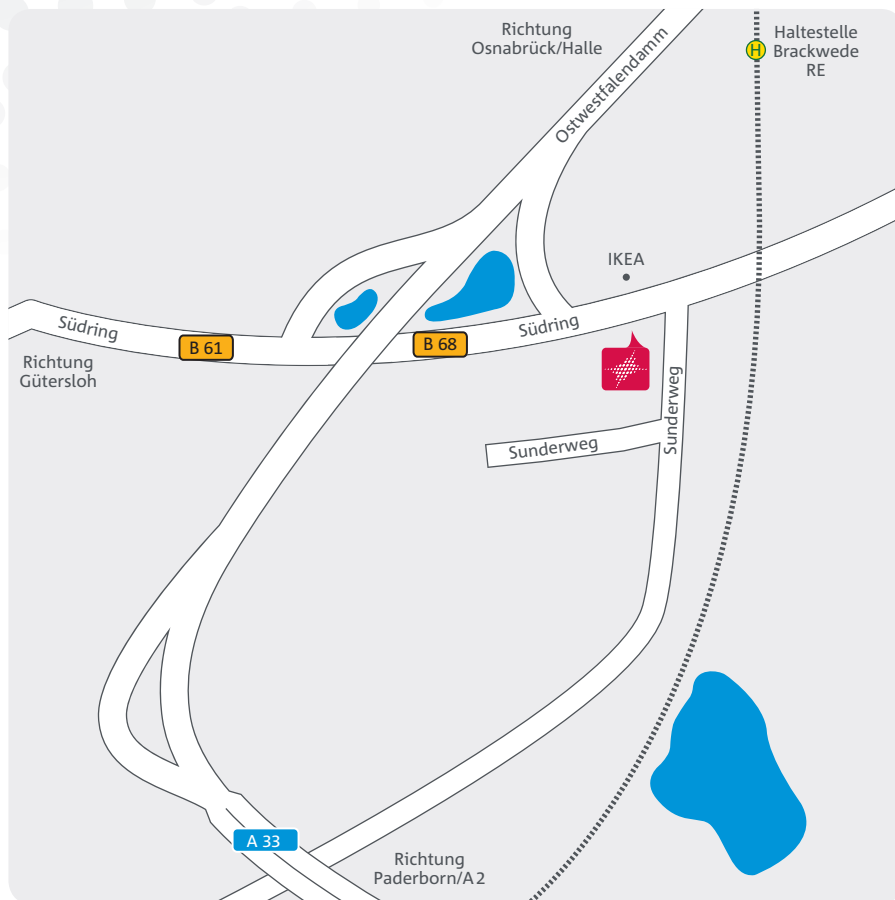 Richtung
Osnabrück/Halle
Ostwestfalendamm
H
Haltestelle
Brackwede
RE
IKEA
Südring
B 61
B 68
Südring
Richtung
Gütersloh
Sunderweg
Sunderweg
A 33
Richtung
Paderborn/A2